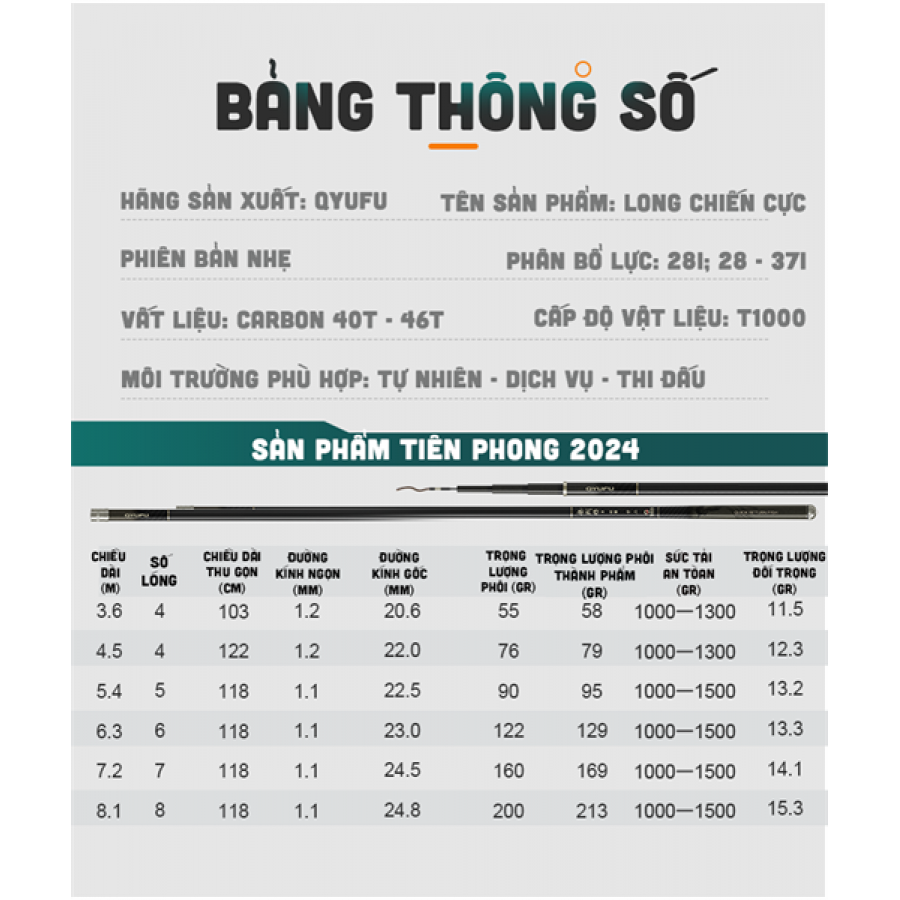 BẢNG THÔNG SỐ
HÃNG SẢN XUẤT: QYUFU
TÊN SẢN PHẨM: LONG CHIẾN CỰC
PHIÊN BẢN NHẸ
PHÂN BỔ LỰC: 28I; 28 - 37I
VẤT LIỆU: CARBON 40T - 46T
CẤP ĐỘ VẬT LIỆU: T1000
MÔI TRƯỜNG PHÙ HỢP: TỰ NHIÊN - DỊCH VỤ - THI ĐẤU
SẢN PHẨM TIÊN PHONG 2024
QYUFU
QYUFU
CHIỀU DÀI (M) SỐ LÓNG CHIỀU DÀI THU GỌN (CM) ĐƯỜNG KÍNH NGỌN (MM) ĐƯỜNG KÍNH GỐC (MM) TRỌNG LƯỢNG PHÔI (GR) TRỌNG LƯỢNG PHÔI THÀNH PHẨM (GR) SỨC TẢI AN TOÀN (GR) TRỌNG LƯỢNG ĐỐI TRỌNG (GR)
3.6 4 103 1.2 20.6 55 58 1000—1300 11.5
4.5 4 122 1.2 22.0 76 79 1000—1300 12.3
5.4 5 118 1.1 22.5 90 95 1000—1500 13.2
6.3 6 118 1.1 23.0 122 129 1000—1500 13.3
7.2 7 118 1.1 24.5 160 169 1000—1500 14.1
8.1 8 118 1.1 24.8 200 213 1000—1500 15.3